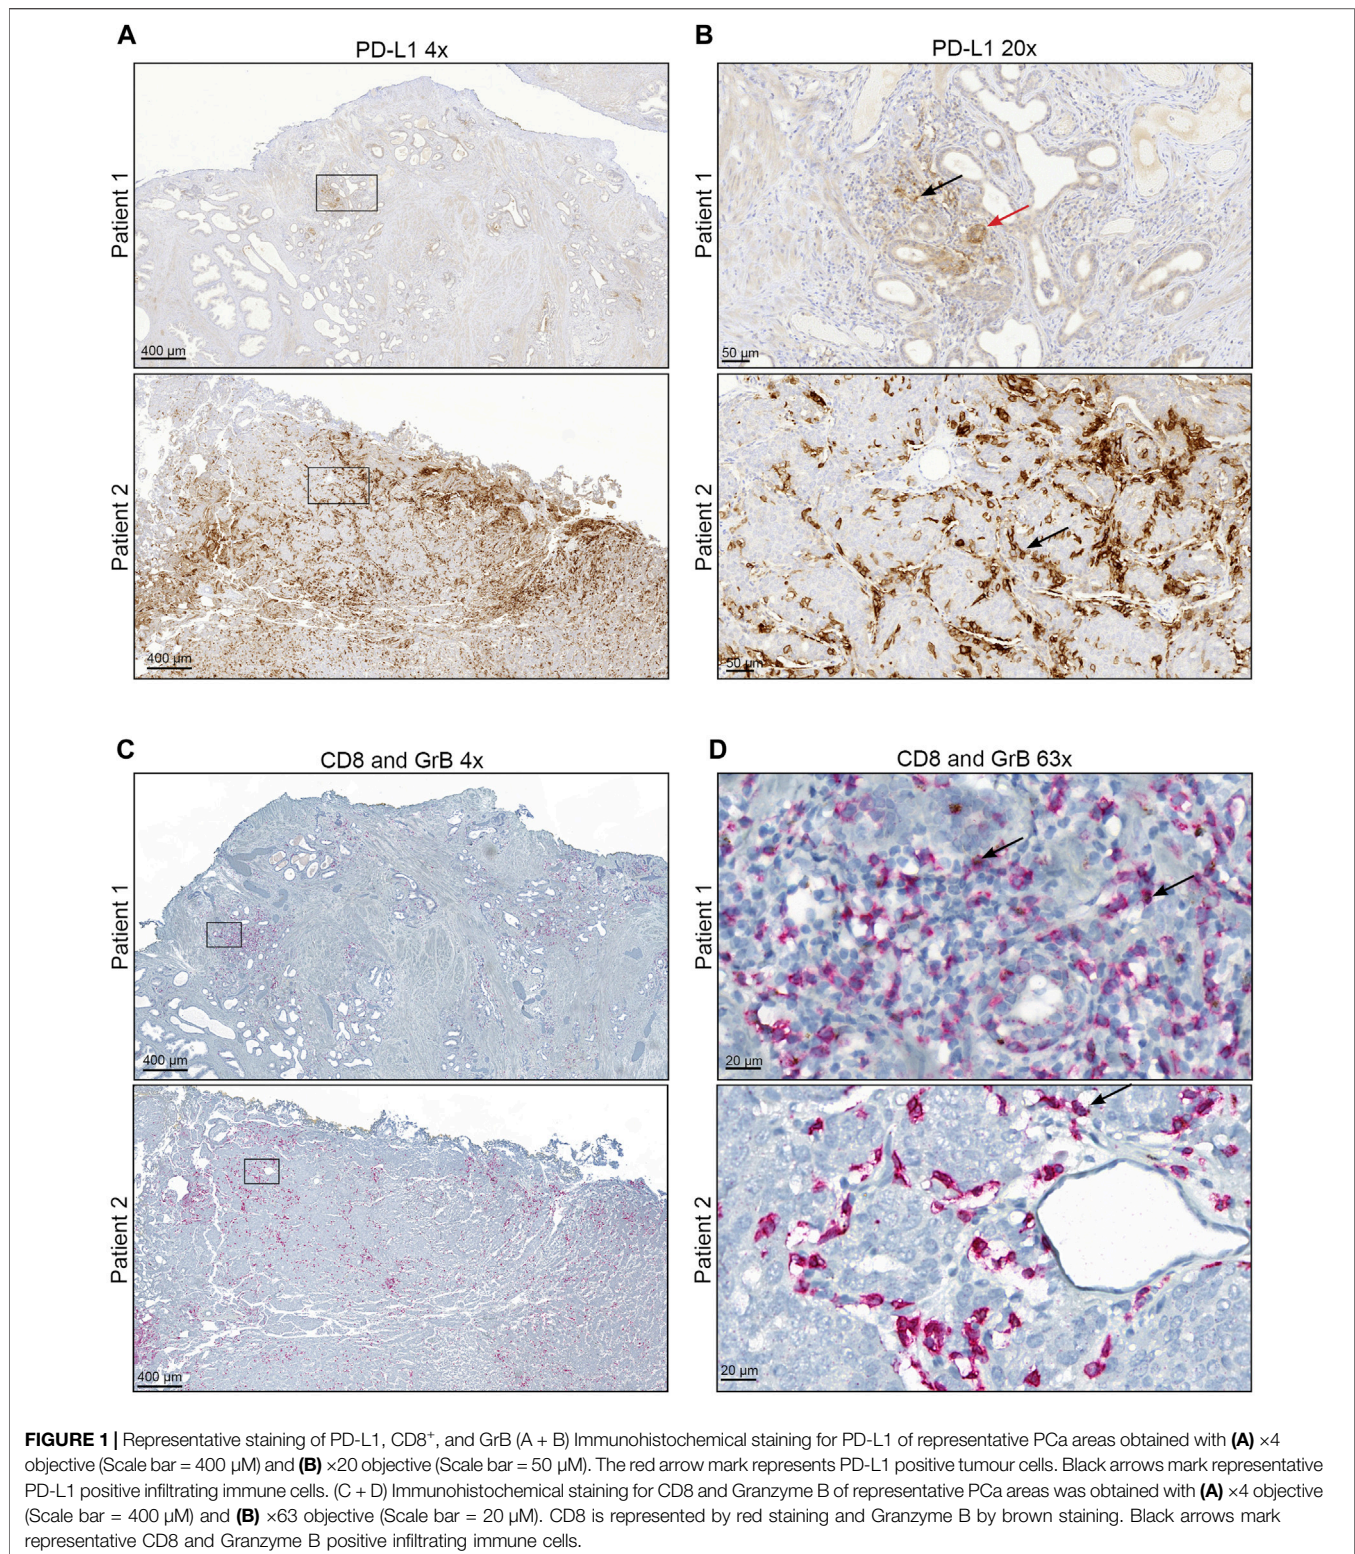 A
PD-L1 4x
B
PD-L1 20x
Patient 1
400 µm
Patient 1
50 µm
Patient 2
400 µm
Patient 2
50 µm
C
CD8 and GrB 4x
D
CD8 and GrB 63x
Patient 1
400 µm
Patient 1
20 µm
Patient 2
400 µm
Patient 2
20 µm
FIGURE 1 | Representative staining of PD-L1, CD8⁺, and GrB (A + B) Immunohistochemical staining for PD-L1 of representative PCa areas obtained with (A) ×4
objective (Scale bar = 400 µM) and (B) ×20 objective (Scale bar = 50 µM). The red arrow mark represents PD-L1 positive tumour cells. Black arrows mark representative
PD-L1 positive infiltrating immune cells. (C + D) Immunohistochemical staining for CD8 and Granzyme B of representative PCa areas was obtained with (A) ×4 objective
(Scale bar = 400 µM) and (B) ×63 objective (Scale bar = 20 µM). CD8 is represented by red staining and Granzyme B by brown staining. Black arrows mark
representative CD8 and Granzyme B positive infiltrating immune cells.